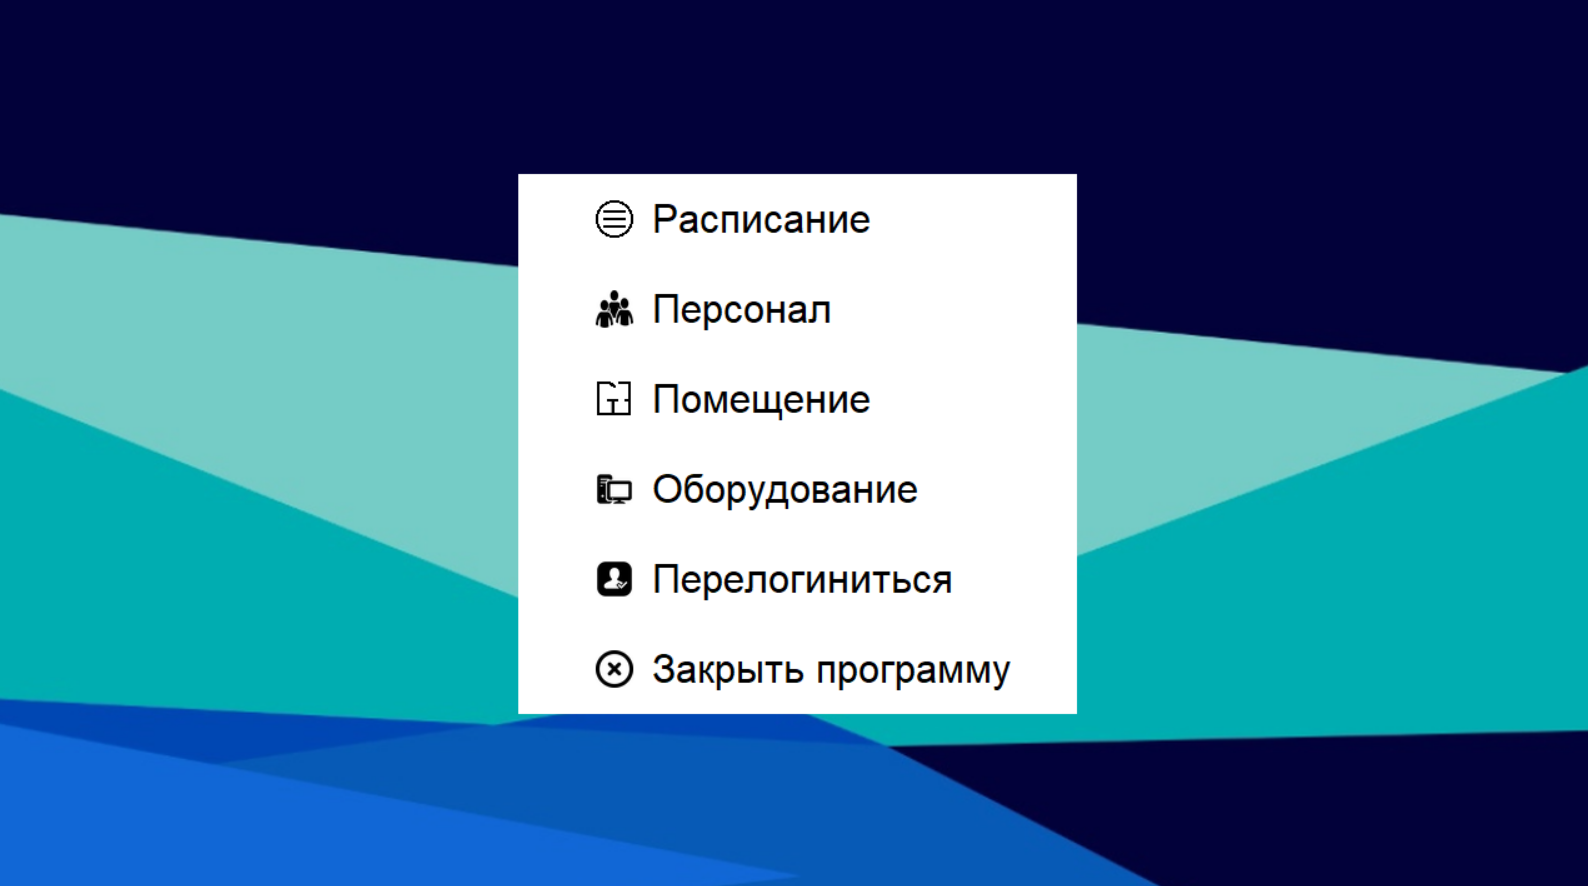 Расписание
Персонал
Помещение
Оборудование
Перелогиниться
Закрыть программу